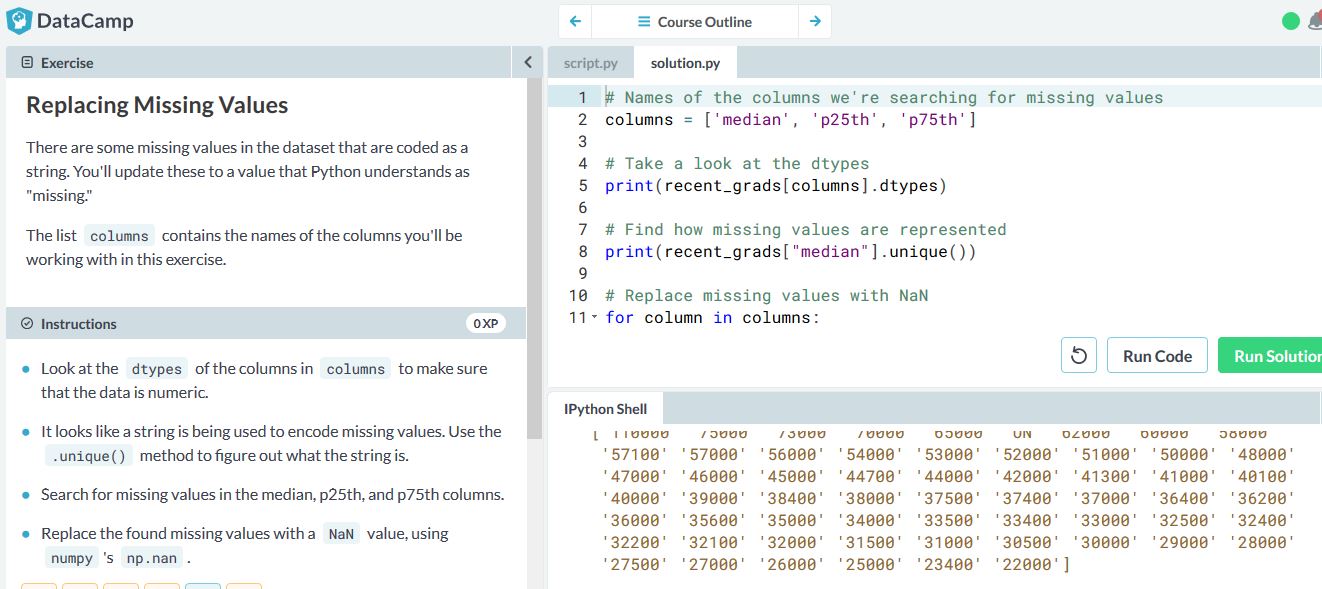 DataCamp
Course Outline
Exercise
Replacing Missing Values
There are some missing values in the dataset that are coded as a
string. You'll update these to a value that Python understands as
"missing."
The list columns contains the names of the columns you'll be
working with in this exercise.
Instructions
0 XP
Look at the dtypes of the columns in columns to make sure
that the data is numeric.
It looks like a string is being used to encode missing values. Use the
.unique() method to figure out what the string is.
Search for missing values in the median, p25th, and p75th columns.
Replace the found missing values with a NaN value, using
numpy 's np.nan .
script.py
solution.py
1 # Names of the columns we're searching for missing values
2 columns = ['median', 'p25th', 'p75th']
3
4 # Take a look at the dtypes
5 print(recent_grads[columns].dtypes)
6
7 # Find how missing values are represented
8 print(recent_grads["median"].unique())
9
10 # Replace missing values with NaN
11 for column in columns:
Run Code
Run Solution
IPython Shell
[ 110000 75000 73000 70000 65000 UN 62000 60000 58000
'57100' '57000' '56000' '54000' '53000' '52000' '51000' '50000' '48000'
'47000' '46000' '45000' '44700' '44000' '42000' '41300' '41000' '40100'
'40000' '39000' '38400' '38000' '37500' '37400' '37000' '36400' '36200'
'36000' '35600' '35000' '34000' '33500' '33400' '33000' '32500' '32400'
'32200' '32100' '32000' '31500' '31000' '30500' '30000' '29000' '28000'
'27500' '27000' '26000' '25000' '23400' '22000']